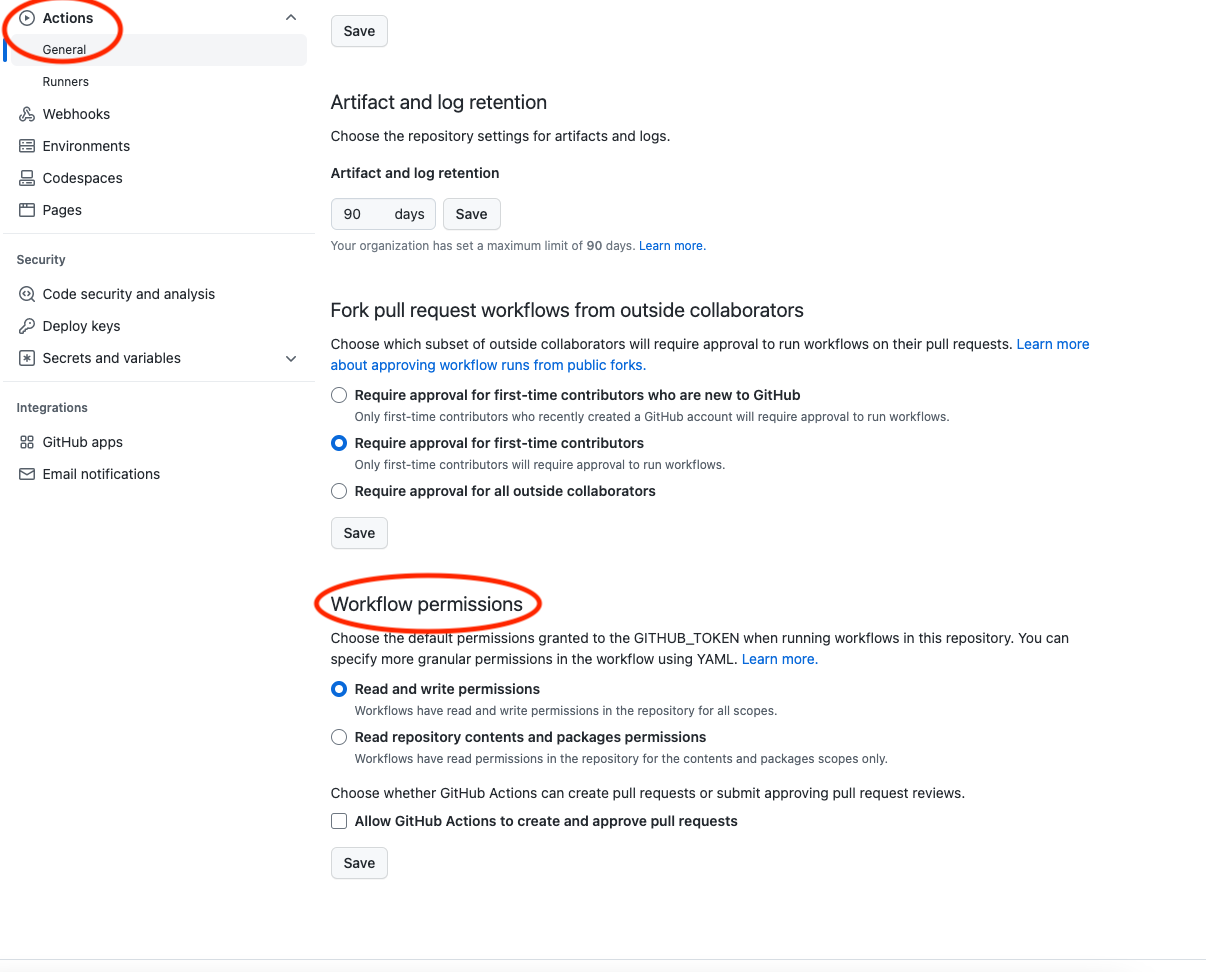 Actions
General
Runners
Webhooks
Environments
Codespaces
Pages
Security
Code security and analysis
Deploy keys
Secrets and variables
Integrations
GitHub apps
Email notifications
Save
Artifact and log retention
Choose the repository settings for artifacts and logs.
Artifact and log retention
90 days Save
Your organization has set a maximum limit of 90 days. Learn more.
Fork pull request workflows from outside collaborators
Choose which subset of outside collaborators will require approval to run workflows on their pull requests. Learn more
about approving workflow runs from public forks.
Require approval for first-time contributors who are new to GitHub
Only first-time contributors who recently created a GitHub account will require approval to run workflows.
Require approval for first-time contributors
Only first-time contributors will require approval to run workflows.
Require approval for all outside collaborators
Save
Workflow permissions
Choose the default permissions granted to the GITHUB_TOKEN when running workflows in this repository. You can
specify more granular permissions in the workflow using YAML. Learn more.
Read and write permissions
Workflows have read and write permissions in the repository for all scopes.
Read repository contents and packages permissions
Workflows have read permissions in the repository for the contents and packages scopes only.
Choose whether GitHub Actions can create pull requests or submit approving pull request reviews.
Allow GitHub Actions to create and approve pull requests
Save